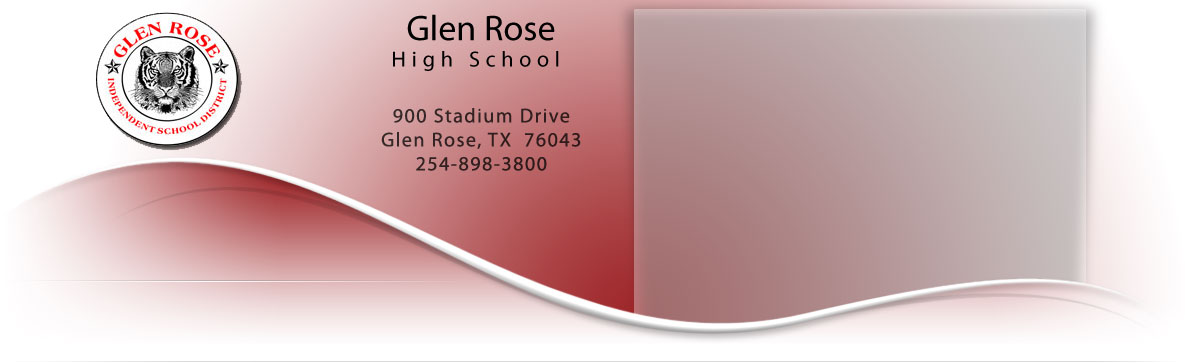 GLEN ROSE
INDEPENDENT SCHOOL DISTRICT
Glen Rose
High School
900 Stadium Drive
Glen Rose, TX  76043
254-898-3800